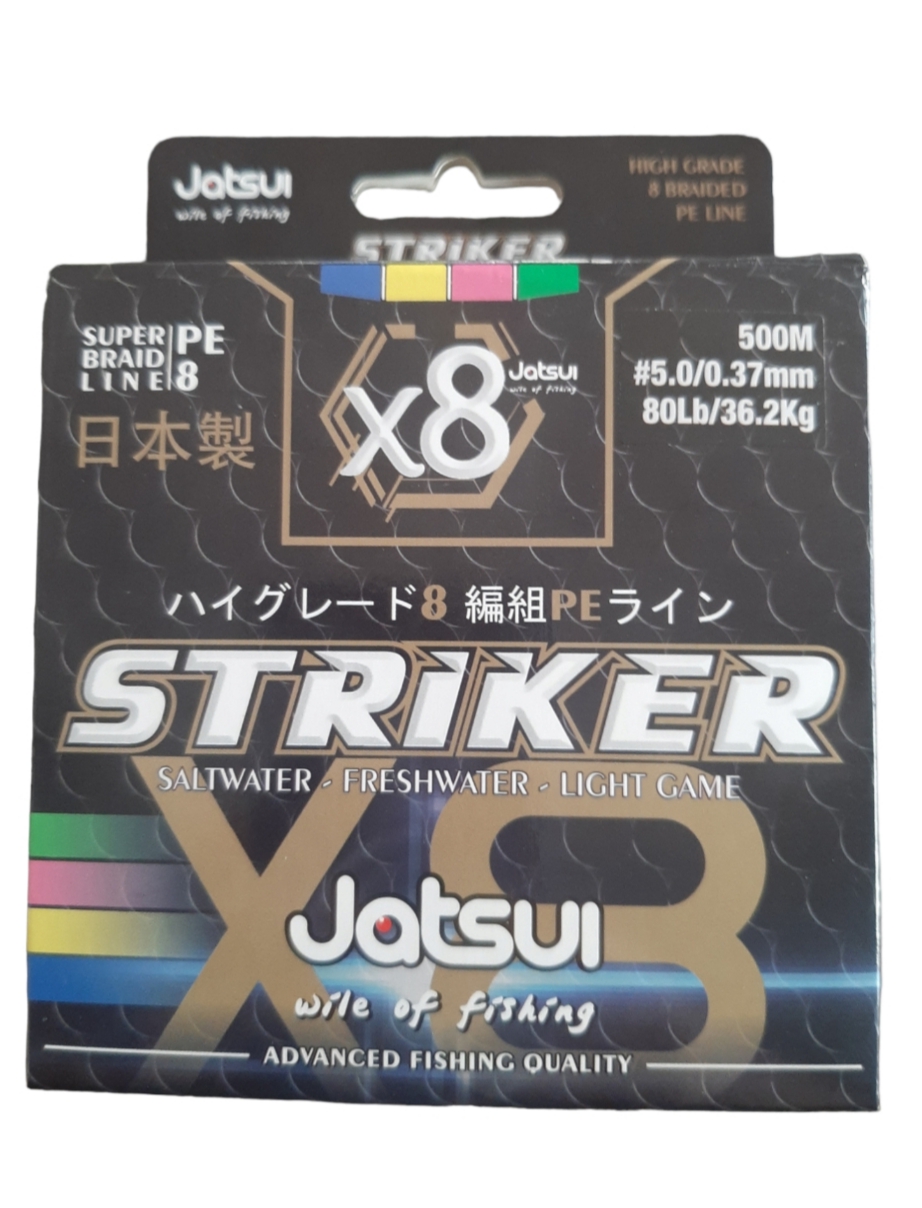 Jatsui
wile of fishing
HIGH GRADE
8 BRAIDED
PE LINE
STRIKER
SUPER
BRAID
LINE
PE
8
日本製
x8
Jatsui
wile of fishing
500M
#5.0/0.37mm
80Lb/36.2Kg
ハイグレード8 編組PEライン
STRIKER
SALTWATER - FRESHWATER - LIGHT GAME
X8
Jatsui
wile of fishing
ADVANCED FISHING QUALITY